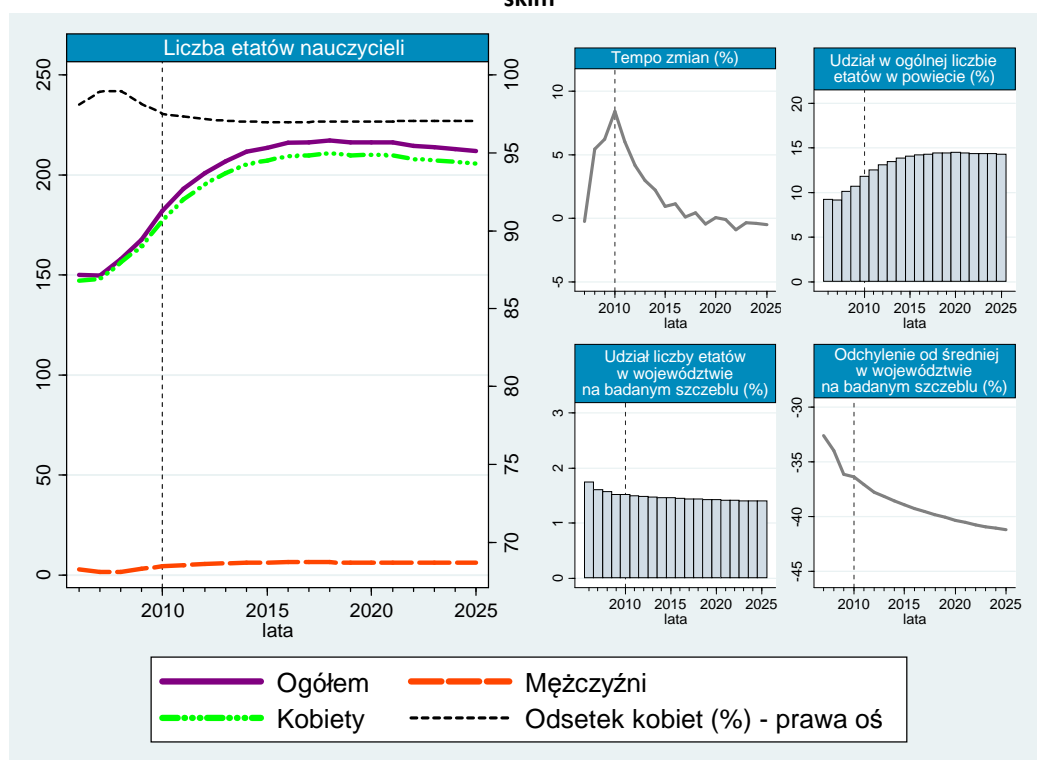 skim
Liczba etatów nauczycieli
0
50
100
150
200
250
70
75
80
85
90
95
100
2010
2015
2020
2025
lata
Tempo zmian (%)
-5
0
5
10
2010
2015
2020
2025
lata
Udział w ogólnej liczbie
etatów w powiecie (%)
0
5
10
15
20
2010
2015
2020
2025
lata
Udział liczby etatów
w województwie
na badanym szczeblu (%)
0
1
2
3
2010
2015
2020
2025
lata
Odchylenie od średniej
w województwie
na badanym szczeblu (%)
-45
-40
-35
-30
2010
2015
2020
2025
lata
Ogółem
Mężczyźni
Kobiety
Odsetek kobiet (%) - prawa oś